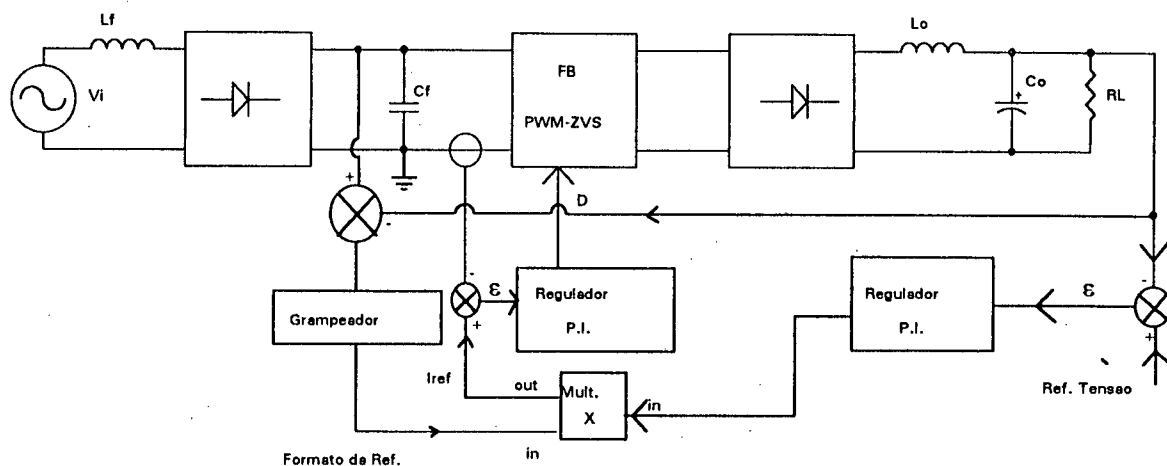 Lf
Vi
Cf
FB
PWM-ZVS
Lo
Co
+
RL
+
-
D
Grampeador
-
ε
+
Regulador
P.I.
Regulador
P.I.
ε
-
+
Iref
out
Mult.
X
in
in
Ref. Tensao
Formato da Ref.